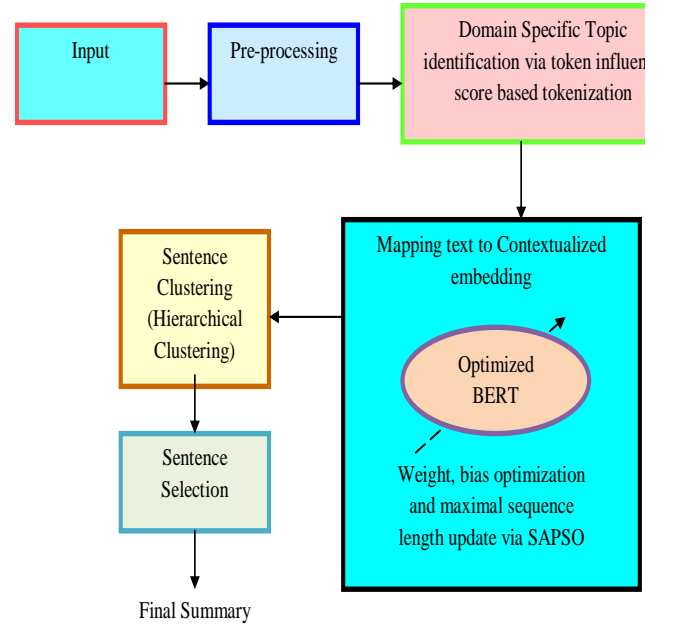 Input
Pre-processing
Domain Specific Topic
identification via token influen
score based tokenization
Mapping text to Contextualized
embedding
Optimized
BERT
Weight, bias optimization
and maximal sequence
length update via SAPSO
Sentence
Clustering
(Hierarchical
Clustering)
Sentence
Selection
Final Summary